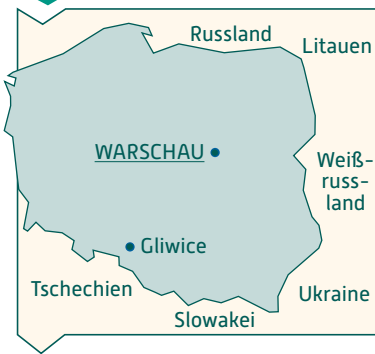 Russland
Litauen
WARSCHAU
Weiß-
russ-
land
Gliwice
Tschechien
Ukraine
Slowakei